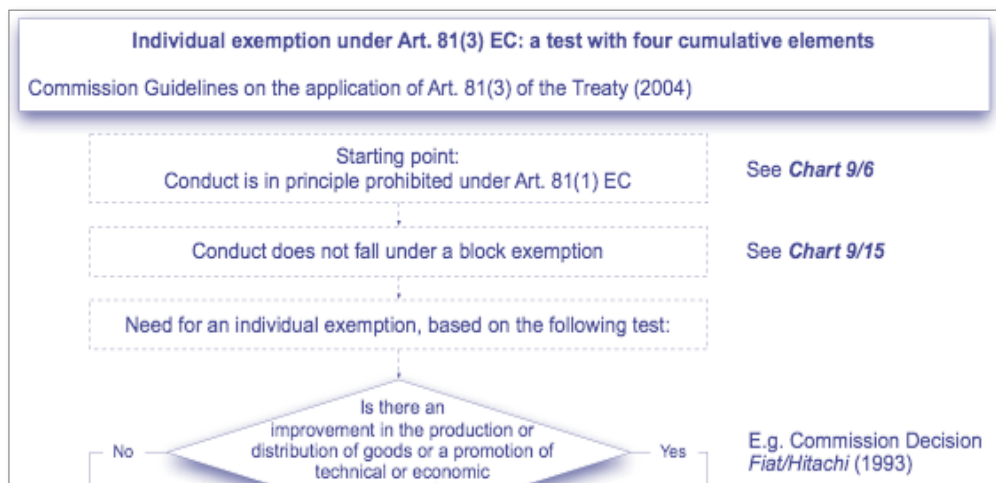 Individual exemption under Art. 81(3) EC: a test with four cumulative elements
Commission Guidelines on the application of Art. 81(3) of the Treaty (2004)
Starting point:
Conduct is in principle prohibited under Art. 81(1) EC
See Chart 9/6
Conduct does not fall under a block exemption
See Chart 9/15
Need for an individual exemption, based on the following test:
Is there an
improvement in the production or
distribution of goods or a promotion of
technical or economic
No
Yes
E.g. Commission Decision
Fiat/Hitachi (1993)